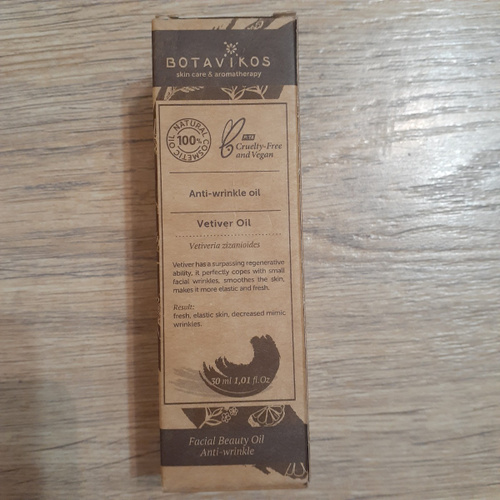 BOTAVIKOS
skin care & aromatherapy
100% NATURAL COSMETIC OIL
Cruelty-Free
and Vegan
Anti-wrinkle oil
Vetiver Oil
Vetiveria zizanioides
Vetiver has a surpassing regenerative
ability, it perfectly copes with small
facial wrinkles, smoothes the skin,
makes it more elastic and fresh.
Result:
fresh, elastic skin, decreased mimic
wrinkles.
30 ml 1,01 fl.Oz
Facial Beauty Oil
Anti-wrinkle